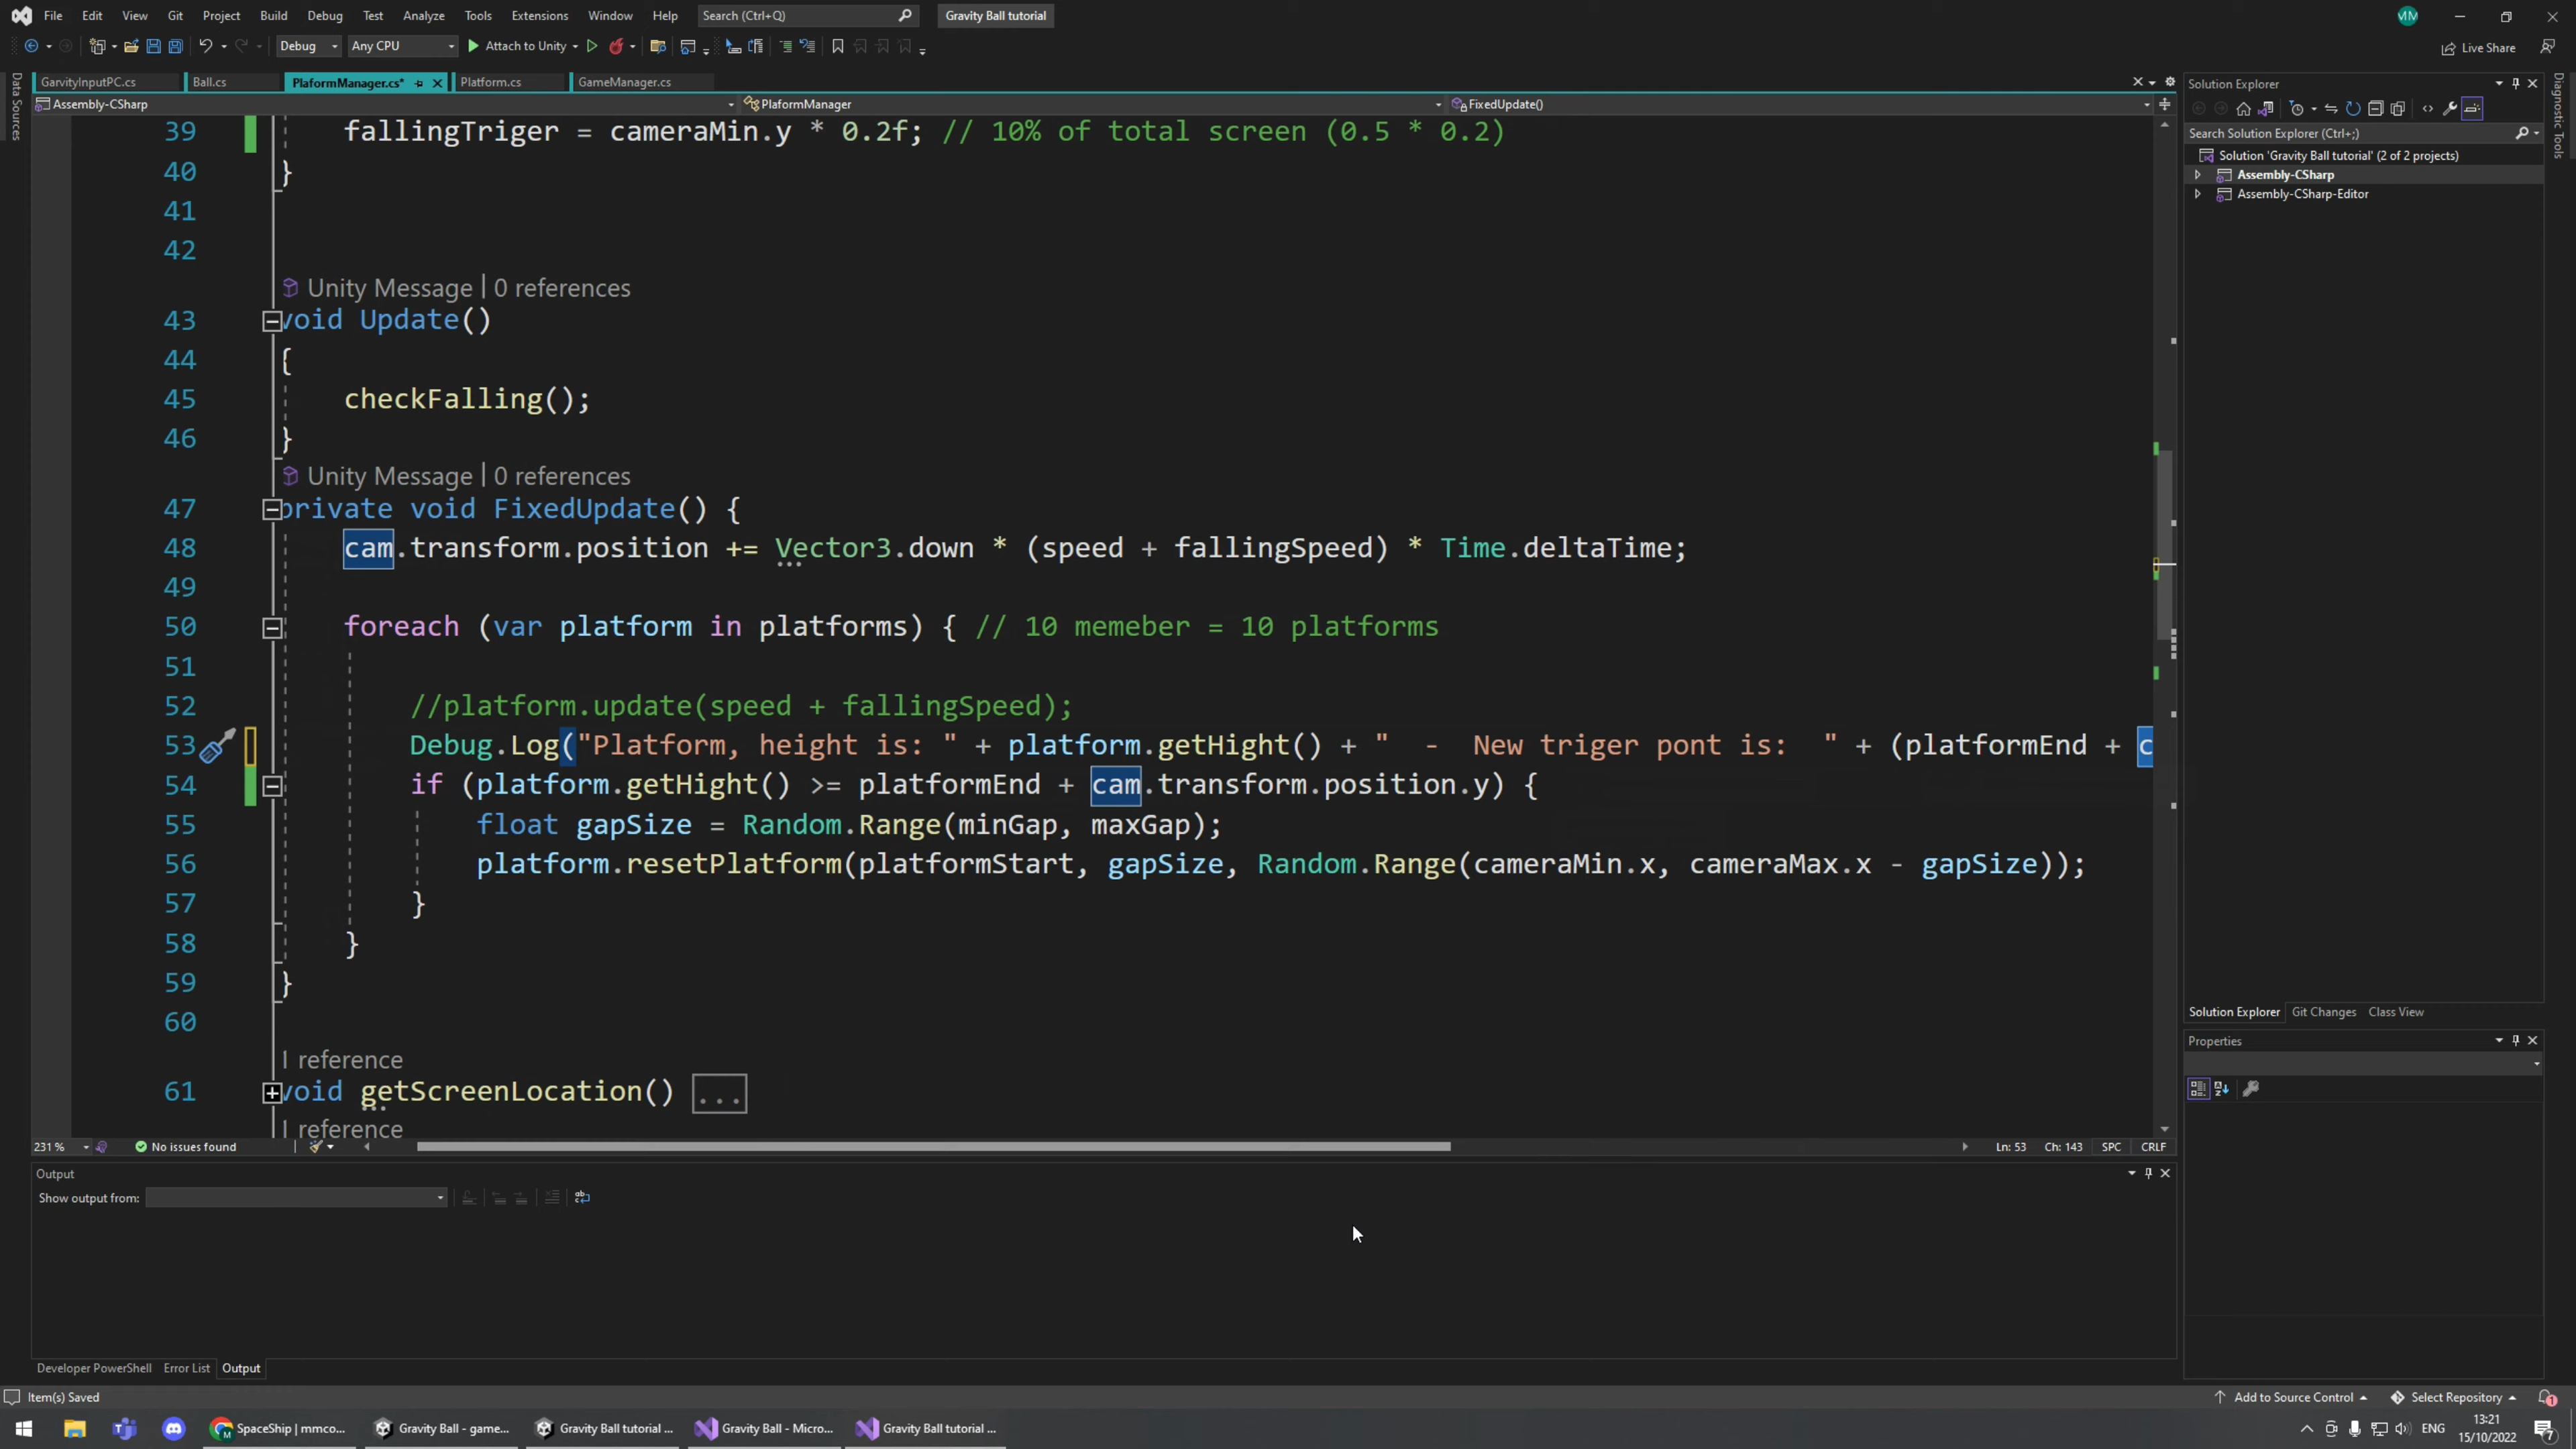 File Edit View Git Project Build Debug Test Analyze Tools Extensions Window Help Search (Ctrl+Q) Gravity Ball tutorial MM
Debug Any CPU Attach to Unity Live Share
GarvityInputPC.cs Ball.cs PlaformManager.cs* Platform.cs GameManager.cs
Assembly-CSharp PlaformManager FixedUpdate()
39 fallingTriger = cameraMin.y * 0.2f; // 10% of total screen (0.5 * 0.2)
40 }
41
42
Unity Message | 0 references
43 void Update()
44 {
45 checkFalling();
46 }
Unity Message | 0 references
47 private void FixedUpdate() {
48 cam.transform.position += Vector3.down * (speed + fallingSpeed) * Time.deltaTime;
49
50 foreach (var platform in platforms) { // 10 memeber = 10 platforms
51
52 //platform.update(speed + fallingSpeed);
53 Debug.Log("Platform, height is: " + platform.getHight() + "  -  New triger pont is:  " + (platformEnd + c
54 if (platform.getHight() >= platformEnd + cam.transform.position.y) {
55 float gapSize = Random.Range(minGap, maxGap);
56 platform.resetPlatform(platformStart, gapSize, Random.Range(cameraMin.x, cameraMax.x - gapSize));
57 }
58 }
59 }
60
1 reference
61 void getScreenLocation() ...
1 reference
231 % No issues found Ln: 53 Ch: 143 SPC CRLF
Output
Show output from:
Developer PowerShell Error List Output
Data Sources
Solution Explorer
Search Solution Explorer (Ctrl+;)
Solution 'Gravity Ball tutorial' (2 of 2 projects)
Assembly-CSharp
Assembly-CSharp-Editor
Solution Explorer Git Changes Class View
Properties
Diagnostic Tools
Item(s) Saved Add to Source Control Select Repository 1
SpaceShip | mmco... Gravity Ball - game... Gravity Ball tutorial ... Gravity Ball - Micro... Gravity Ball tutorial ... ENG 13:21
15/10/2022 7